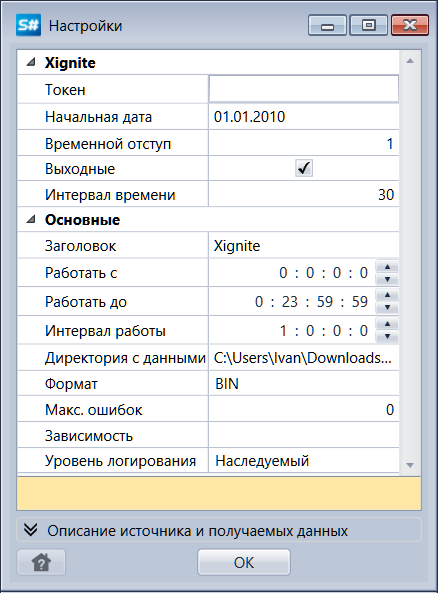 S# Настройки
Xignite
Токен
Начальная дата 01.01.2010
Временной отступ 1
Выходные
Интервал времени 30
Основные
Заголовок Xignite
Работать с 0 : 0 : 0 : 0
Работать до 0 : 23 : 59 : 59
Интервал работы 1 : 0 : 0 : 0
Директория с данными C:\Users\Ivan\Downloads...
Формат BIN
Макс. ошибок 0
Зависимость
Уровень логирования Наследуемый
Описание источника и получаемых данных
? OK